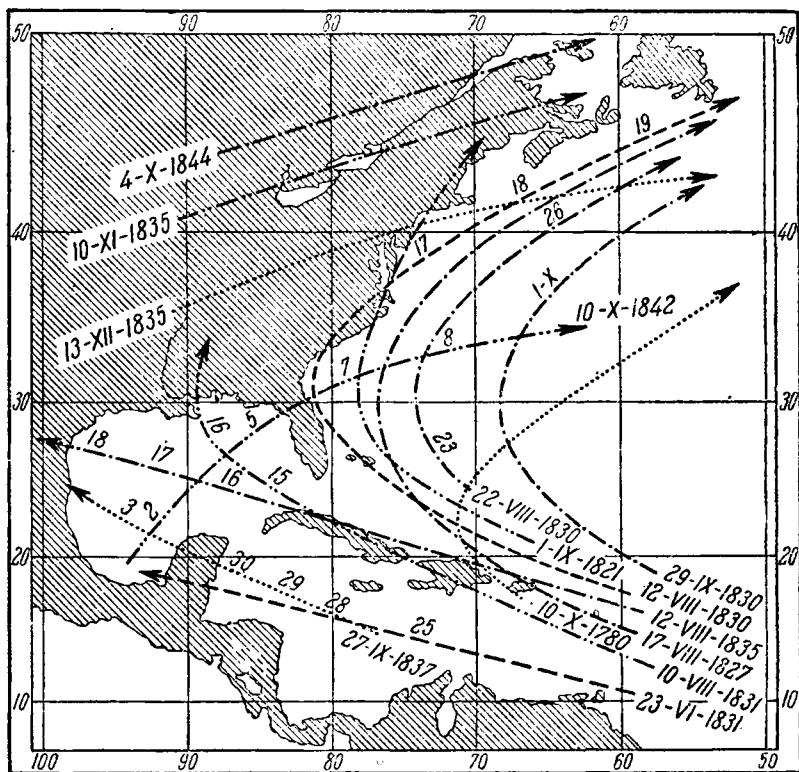 90 80 70 60
50 50
4-X-1844
19
18
10-XI-1835
26
40 17 40
1-X
13-XII-1835
10-X-1842
8
7
30 30
5
16
23
18 17 16 15
22-VIII-1830
3 2
1-IX-1821
29-IX-1830
20 20
30
12-VIII-1830
29
12-VIII-1835
28
10-X-1780
17-VIII-1827
25
27-IX-1837
10-VIII-1831
10 10
23-VI-1831
100 90 80 70 60 50